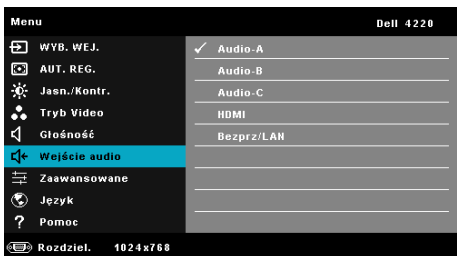 Menu Dell 4220
WYB. WEJ.
AUT. REG.
Jasn./Kontr.
Tryb Video
Głośność
Wejście audio
Zaawansowane
Język
? Pomoc
Audio-A
Audio-B
Audio-C
HDMI
Bezprz/LAN
Rozdziel. 1024x768